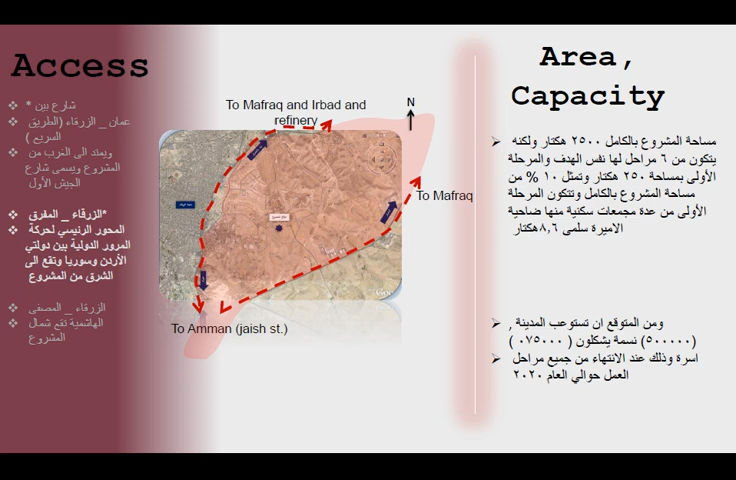 Access
شارع بين *
عمان _ الزرقاء (الطريق
السريع )
ويمتد الى الغرب من
المشروع ويسمى شارع
الجيش الأول
*الزرقاء _ المفرق
المحور الرئيسي لحركة
المرور الدولية بين دولتي
الأردن وسوريا وتقع الى
الشرق من المشروع
الزرقاء _ المصفى
الهاشمية تقع شمال
المشروع
To Mafraq and Irbad and
refinery
N
To Mafraq
To Amman (jaish st.)
Area,
Capacity
مساحة المشروع بالكامل ٢٥٠٠ هكتار ولكنه
يتكون من ٦ مراحل لها نفس الهدف والمرحلة
الأولى بمساحة ٢٥٠ هكتار وتمثل ١٠ % من
مساحة المشروع بالكامل وتتكون المرحلة
الأولى من عدة مجمعات سكنية منها ضاحية
الاميرة سلمى ٨,٦هكتار
ومن المتوقع ان تستوعب المدينة ,
(٥٠٠٠٠٠) نسمة يشكلون ( ٠٧٥٠٠٠ )
اسرة وذلك عند الانتهاء من جميع مراحل
العمل حوالي العام ٢٠٢٠